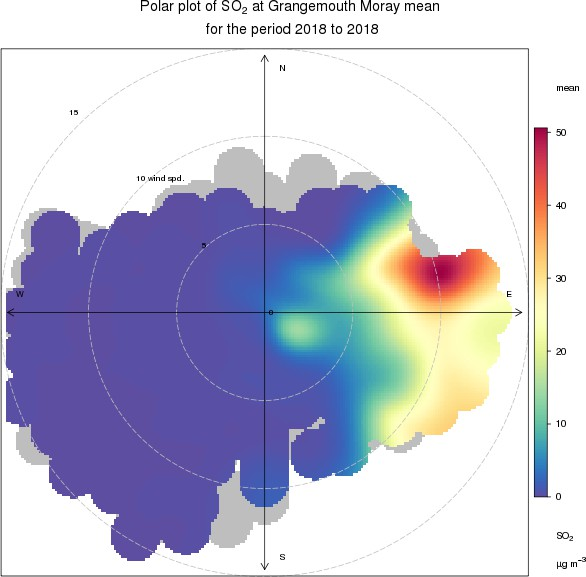 Polar plot of SO₂ at Grangemouth Moray mean
for the period 2018 to 2018
mean
N
15
10 wind spd.
5
0
W
E
S
50
40
30
20
10
0
SO₂
µg m⁻³